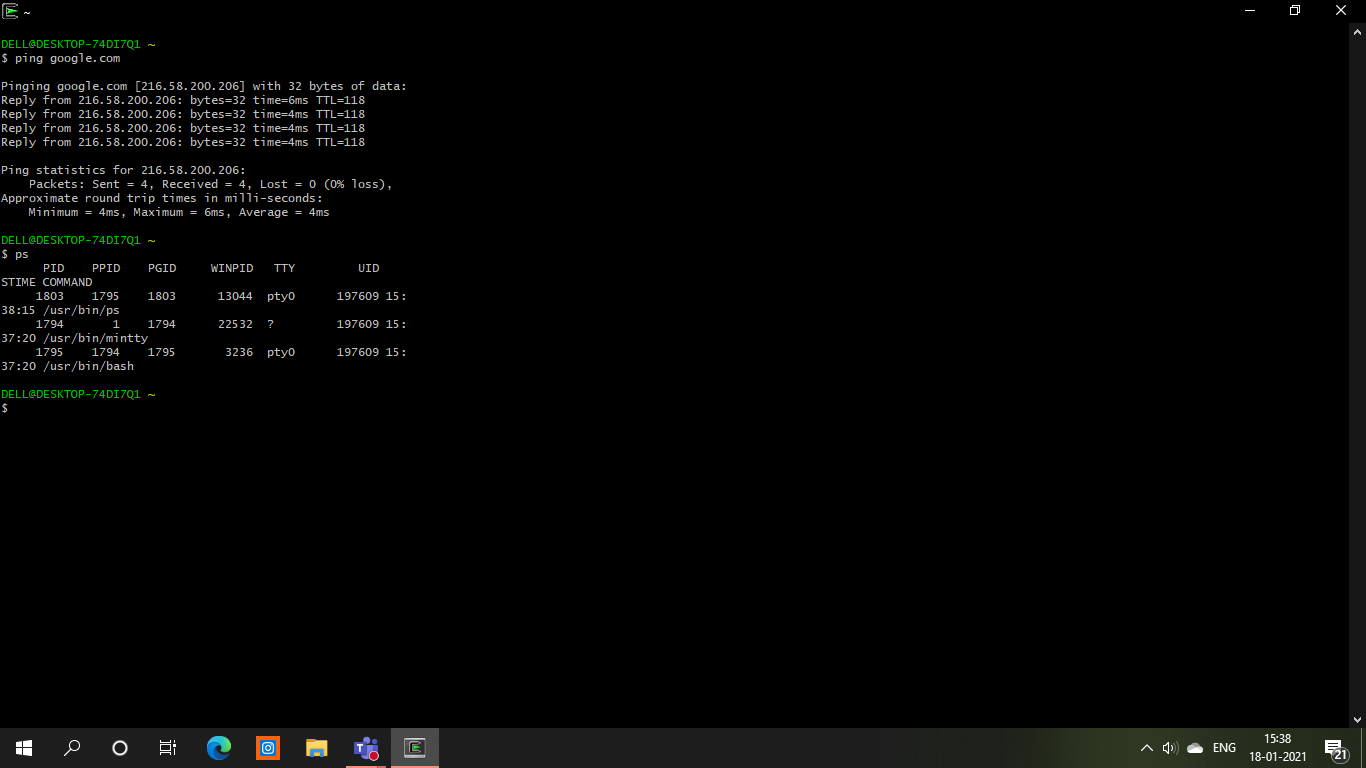 ~
DELL@DESKTOP-74DI7Q1 ~
$ ping google.com
Pinging google.com [216.58.200.206] with 32 bytes of data:
Reply from 216.58.200.206: bytes=32 time=6ms TTL=118
Reply from 216.58.200.206: bytes=32 time=4ms TTL=118
Reply from 216.58.200.206: bytes=32 time=4ms TTL=118
Reply from 216.58.200.206: bytes=32 time=4ms TTL=118
Ping statistics for 216.58.200.206:
    Packets: Sent = 4, Received = 4, Lost = 0 (0% loss),
Approximate round trip times in milli-seconds:
    Minimum = 4ms, Maximum = 6ms, Average = 4ms
DELL@DESKTOP-74DI7Q1 ~
$ ps
      PID    PPID    PGID     WINPID   TTY         UID
STIME COMMAND
     1803    1795    1803      13044  pty0      197609 15:
38:15 /usr/bin/ps
     1794       1    1794      22532  ?         197609 15:
37:20 /usr/bin/mintty
     1795    1794    1795       3236  pty0      197609 15:
37:20 /usr/bin/bash
DELL@DESKTOP-74DI7Q1 ~
$
ENG
15:38
18-01-2021
21